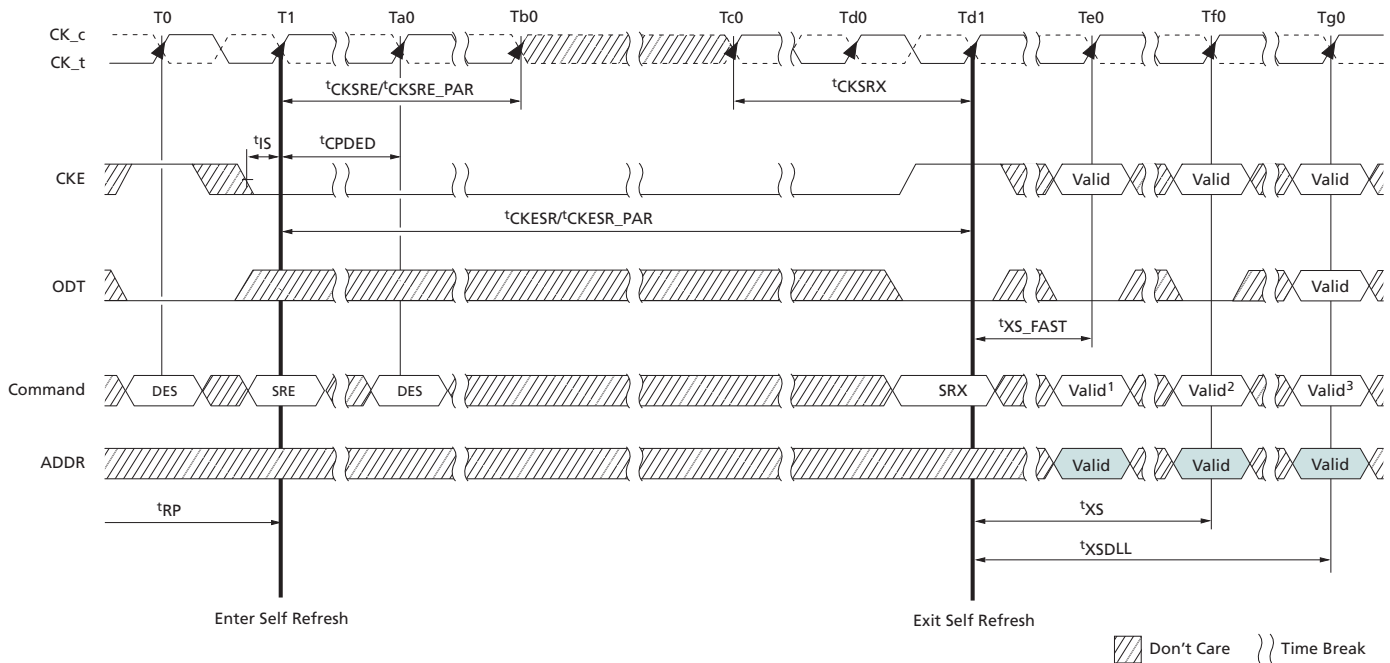 T0 T1 Ta0 Tb0 Tc0 Td0 Td1 Te0 Tf0 Tg0
CK_c
CK_t
tCKSRE/tCKSRE_PAR tCKSRX
tIS tCPDED
CKE Valid Valid Valid
tCKESR/tCKESR_PAR
ODT Valid
tXS_FAST
Command DES SRE DES SRX Valid1 Valid2 Valid3
ADDR Valid Valid Valid
tRP tXS
tXSDLL
Enter Self Refresh Exit Self Refresh
Don't Care Time Break